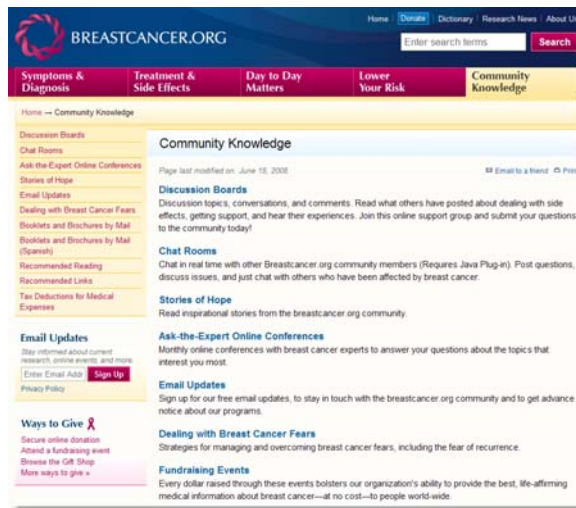 Home Donate Dictionary Research News About Us
BREASTCANCER.ORG
Enter search terms Search
Symptoms & Diagnosis
Treatment & Side Effects
Day to Day Matters
Lower Your Risk
Community Knowledge
Home → Community Knowledge
Discussion Boards
Chat Rooms
Ask-the-Expert Online Conferences
Stories of Hope
Email Updates
Dealing with Breast Cancer Fears
Booklets and Brochures by Mail
Booklets and Brochures by Mail
(Spanish)
Recommended Reading
Recommended Links
Tax Deductions for Medical
Expenses
Email Updates
Stay informed about current
research, online events, and more.
Enter Email Addr Sign Up
Privacy Policy
Ways to Give
Secure online donation
Attend a fundraising event
Browse the Gift Shop
More ways to give »
Community Knowledge
Page last modified on: June 18, 2008
Email to a friend Prin
Discussion Boards
Discussion topics, conversations, and comments. Read what others have posted about dealing with side
effects, getting support, and hear their experiences. Join this online support group and submit your questions
to the community today!
Chat Rooms
Chat in real time with other Breastcancer.org community members (Requires Java Plug-in). Post questions,
discuss issues, and just chat with others who have been affected by breast cancer.
Stories of Hope
Read inspirational stories from the breastcancer.org community.
Ask-the-Expert Online Conferences
Monthly online conferences with breast cancer experts to answer your questions about the topics that
interest you most.
Email Updates
Sign up for our free email updates, to stay in touch with the breastcancer.org community and to get advance
notice about our programs.
Dealing with Breast Cancer Fears
Strategies for managing and overcoming breast cancer fears, including the fear of recurrence.
Fundraising Events
Every dollar raised through these events bolsters our organization's ability to provide the best, life-affirming
medical information about breast cancer—at no cost—to people world-wide.